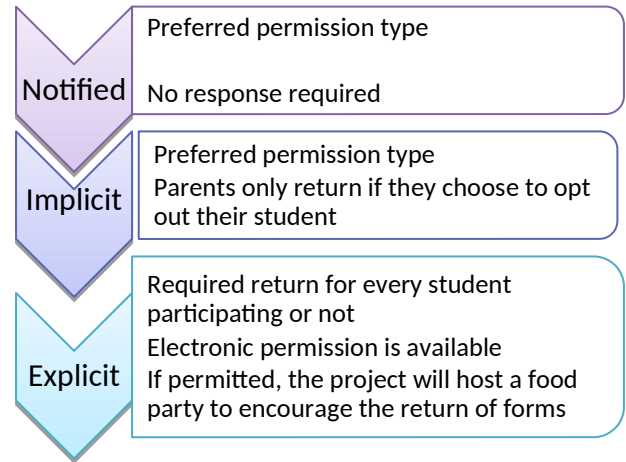 Notified
Preferred permission type
No response required
Implicit
Preferred permission type
Parents only return if they choose to opt
out their student
Explicit
Required return for every student
participating or not
Electronic permission is available
If permitted, the project will host a food
party to encourage the return of forms